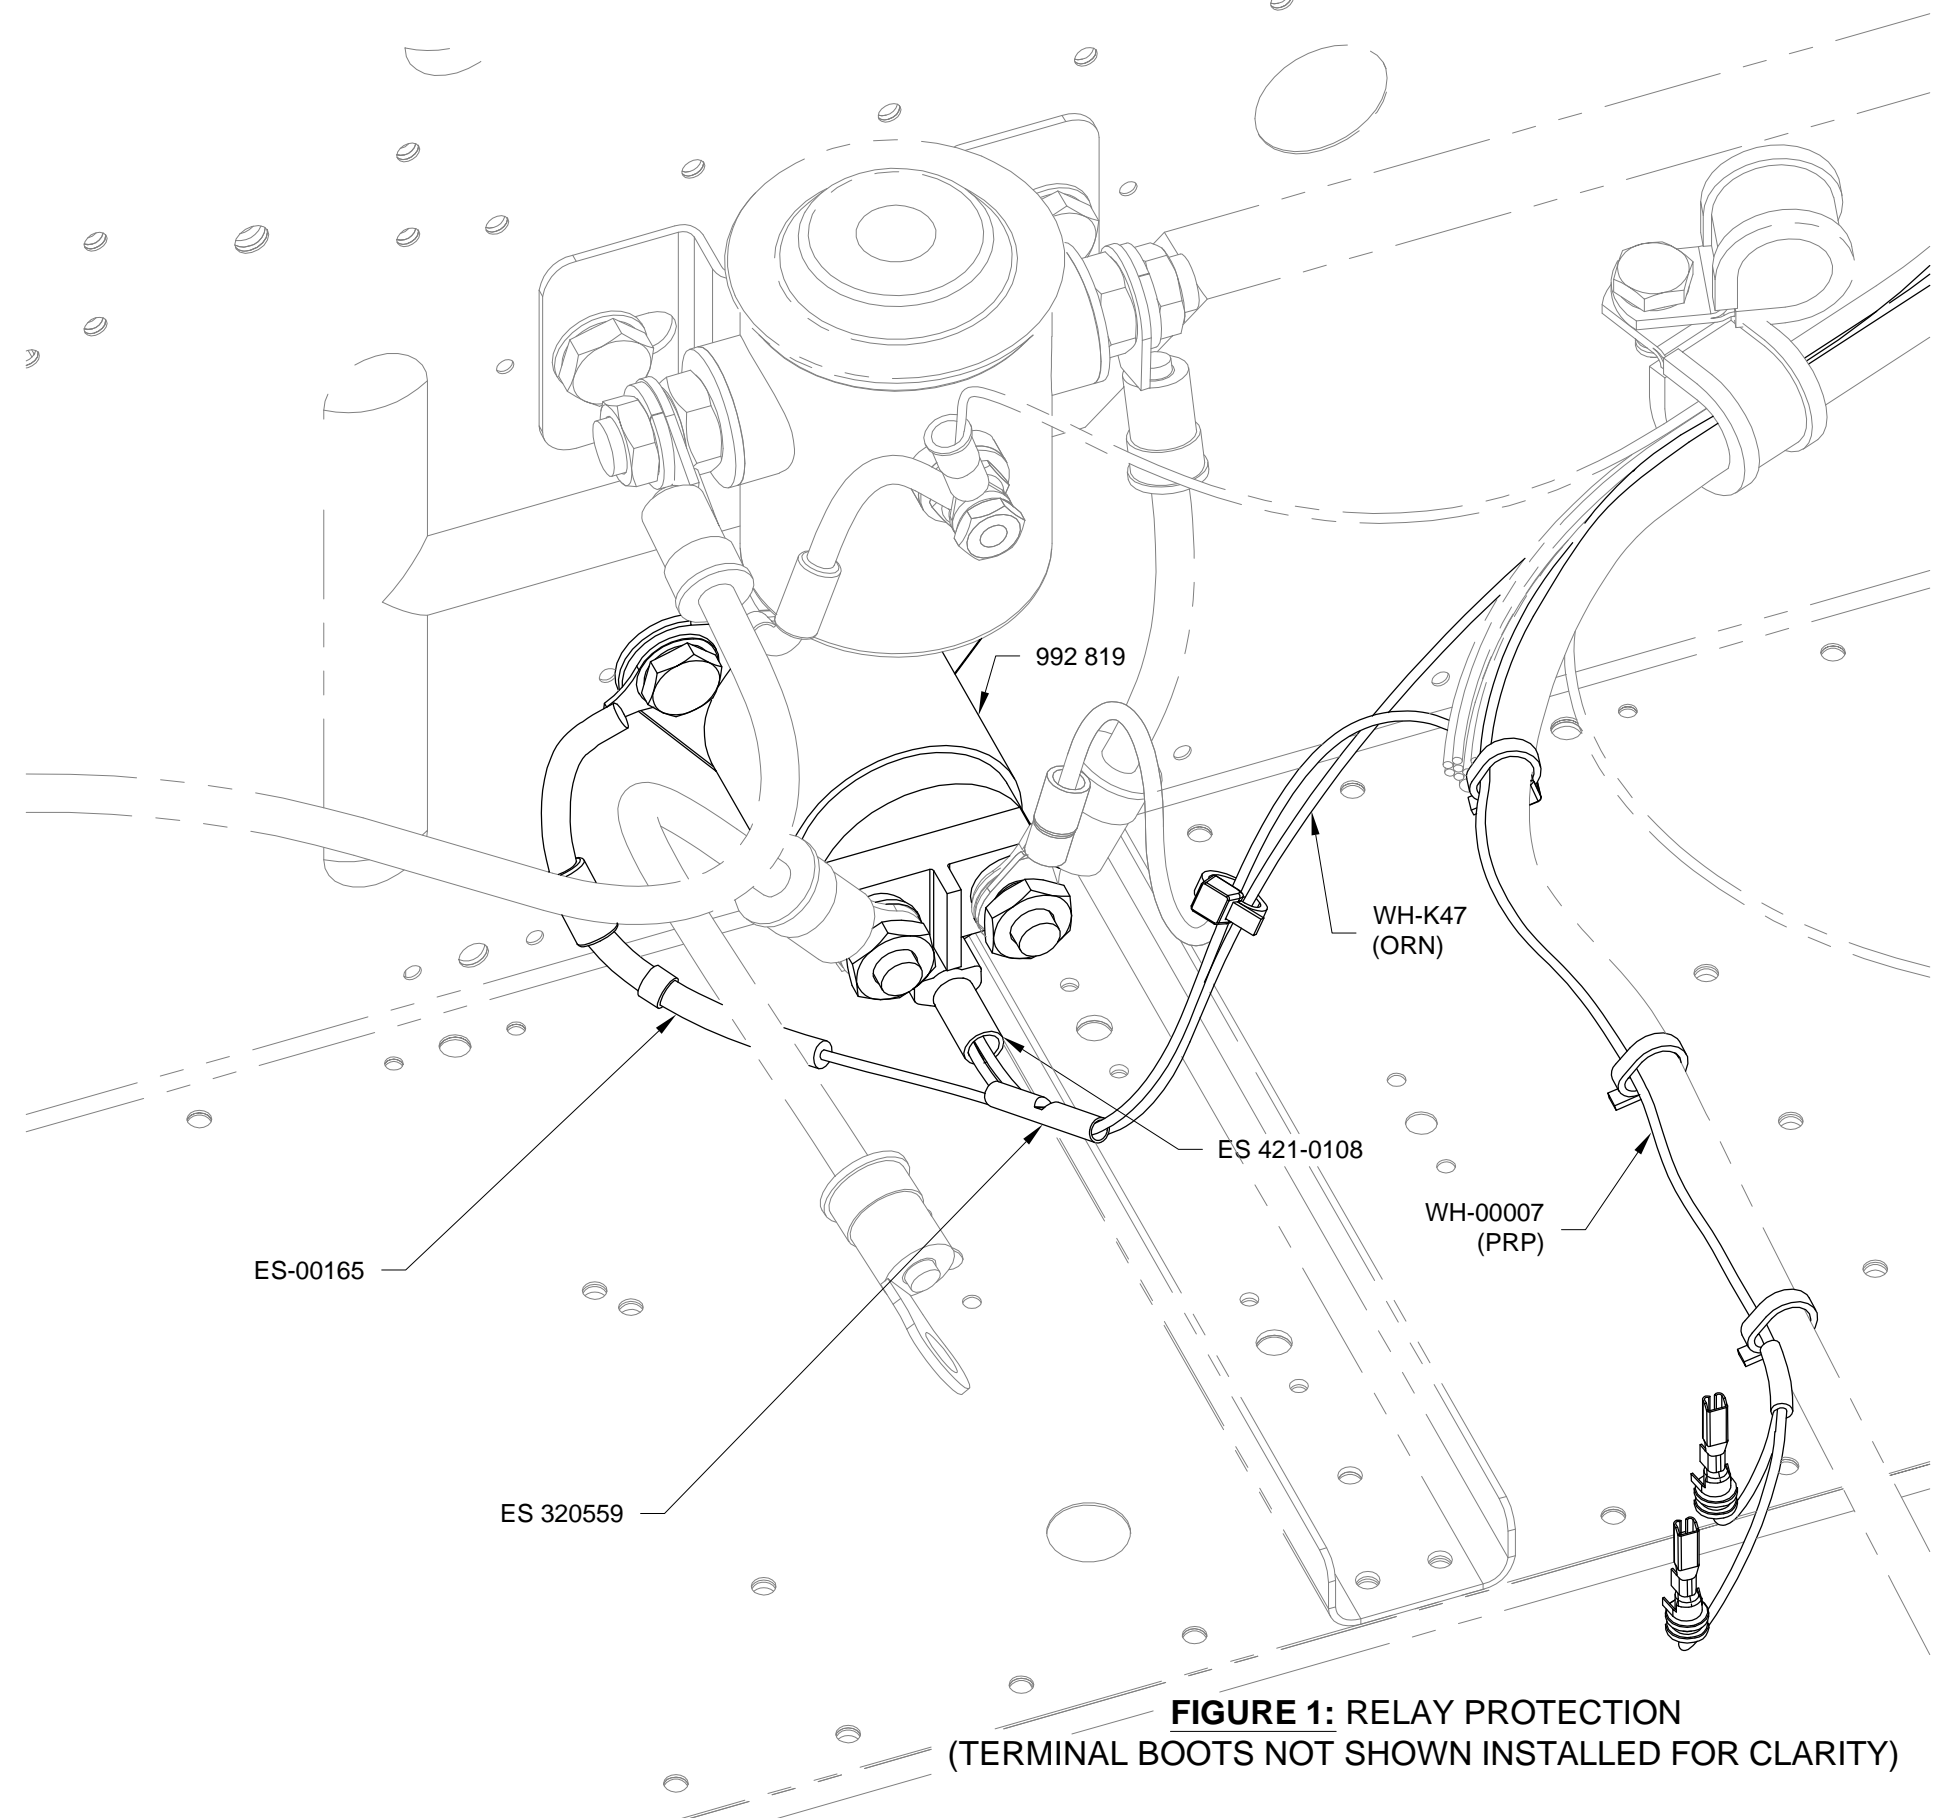 992 819
WH-K47
(ORN)
ES 421-0108
WH-00007
(PRP)
ES-00165
ES 320559
FIGURE 1: RELAY PROTECTION
(TERMINAL BOOTS NOT SHOWN INSTALLED FOR CLARITY)